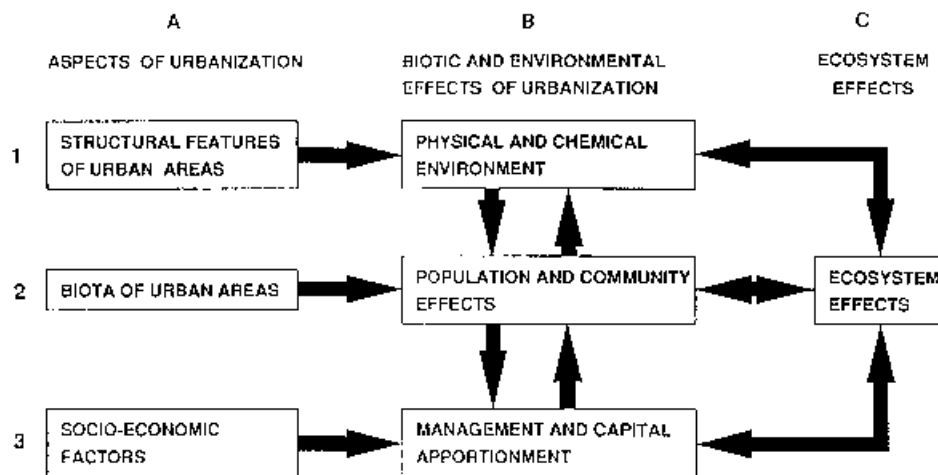 A
B
C
ASPECTS OF URBANIZATION
BIOTIC AND ENVIRONMENTAL
EFFECTS OF URBANIZATION
ECOSYSTEM
EFFECTS
1
STRUCTURAL FEATURES
OF URBAN AREAS
PHYSICAL AND CHEMICAL
ENVIRONMENT
2
BIOTA OF URBAN AREAS
POPULATION AND COMMUNITY
EFFECTS
ECOSYSTEM
EFFECTS
3
SOCIO-ECONOMIC
FACTORS
MANAGEMENT AND CAPITAL
APPORTIONMENT